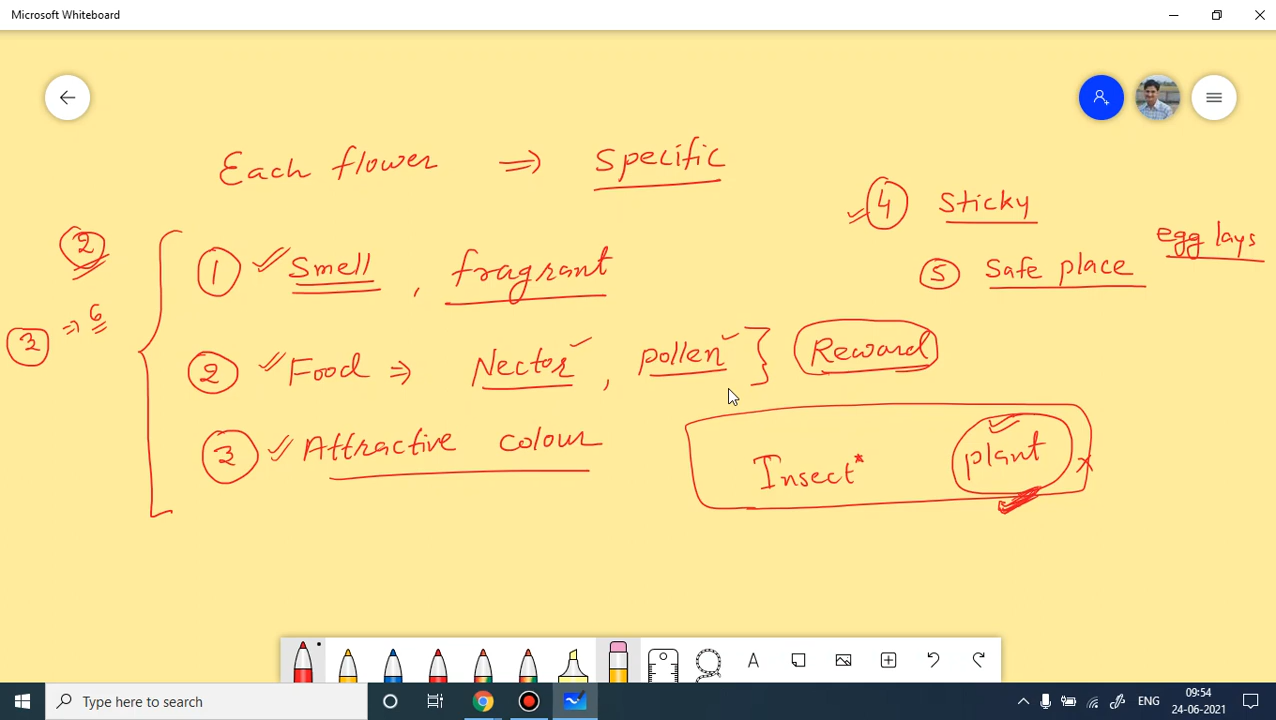 Microsoft Whiteboard
Each flower ⇒ Specific
④ Sticky
② 
① Smell, fragrant
egg lays
⑤ Safe place
③ ⇒ 6
② Food ⇒ Nector, pollen } Reward
③ Attractive colour
Insect* plant x
A
Type here to search
ENG
09:54
24-06-2021